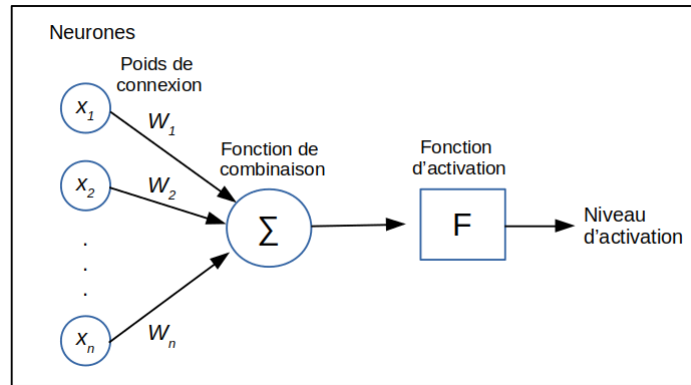 Neurones
Poids de
connexion
x1
W1
Fonction de
combinaison
Fonction
d'activation
x2
W2
Σ
F
Niveau
d'activation
.
.
.
xn
Wn